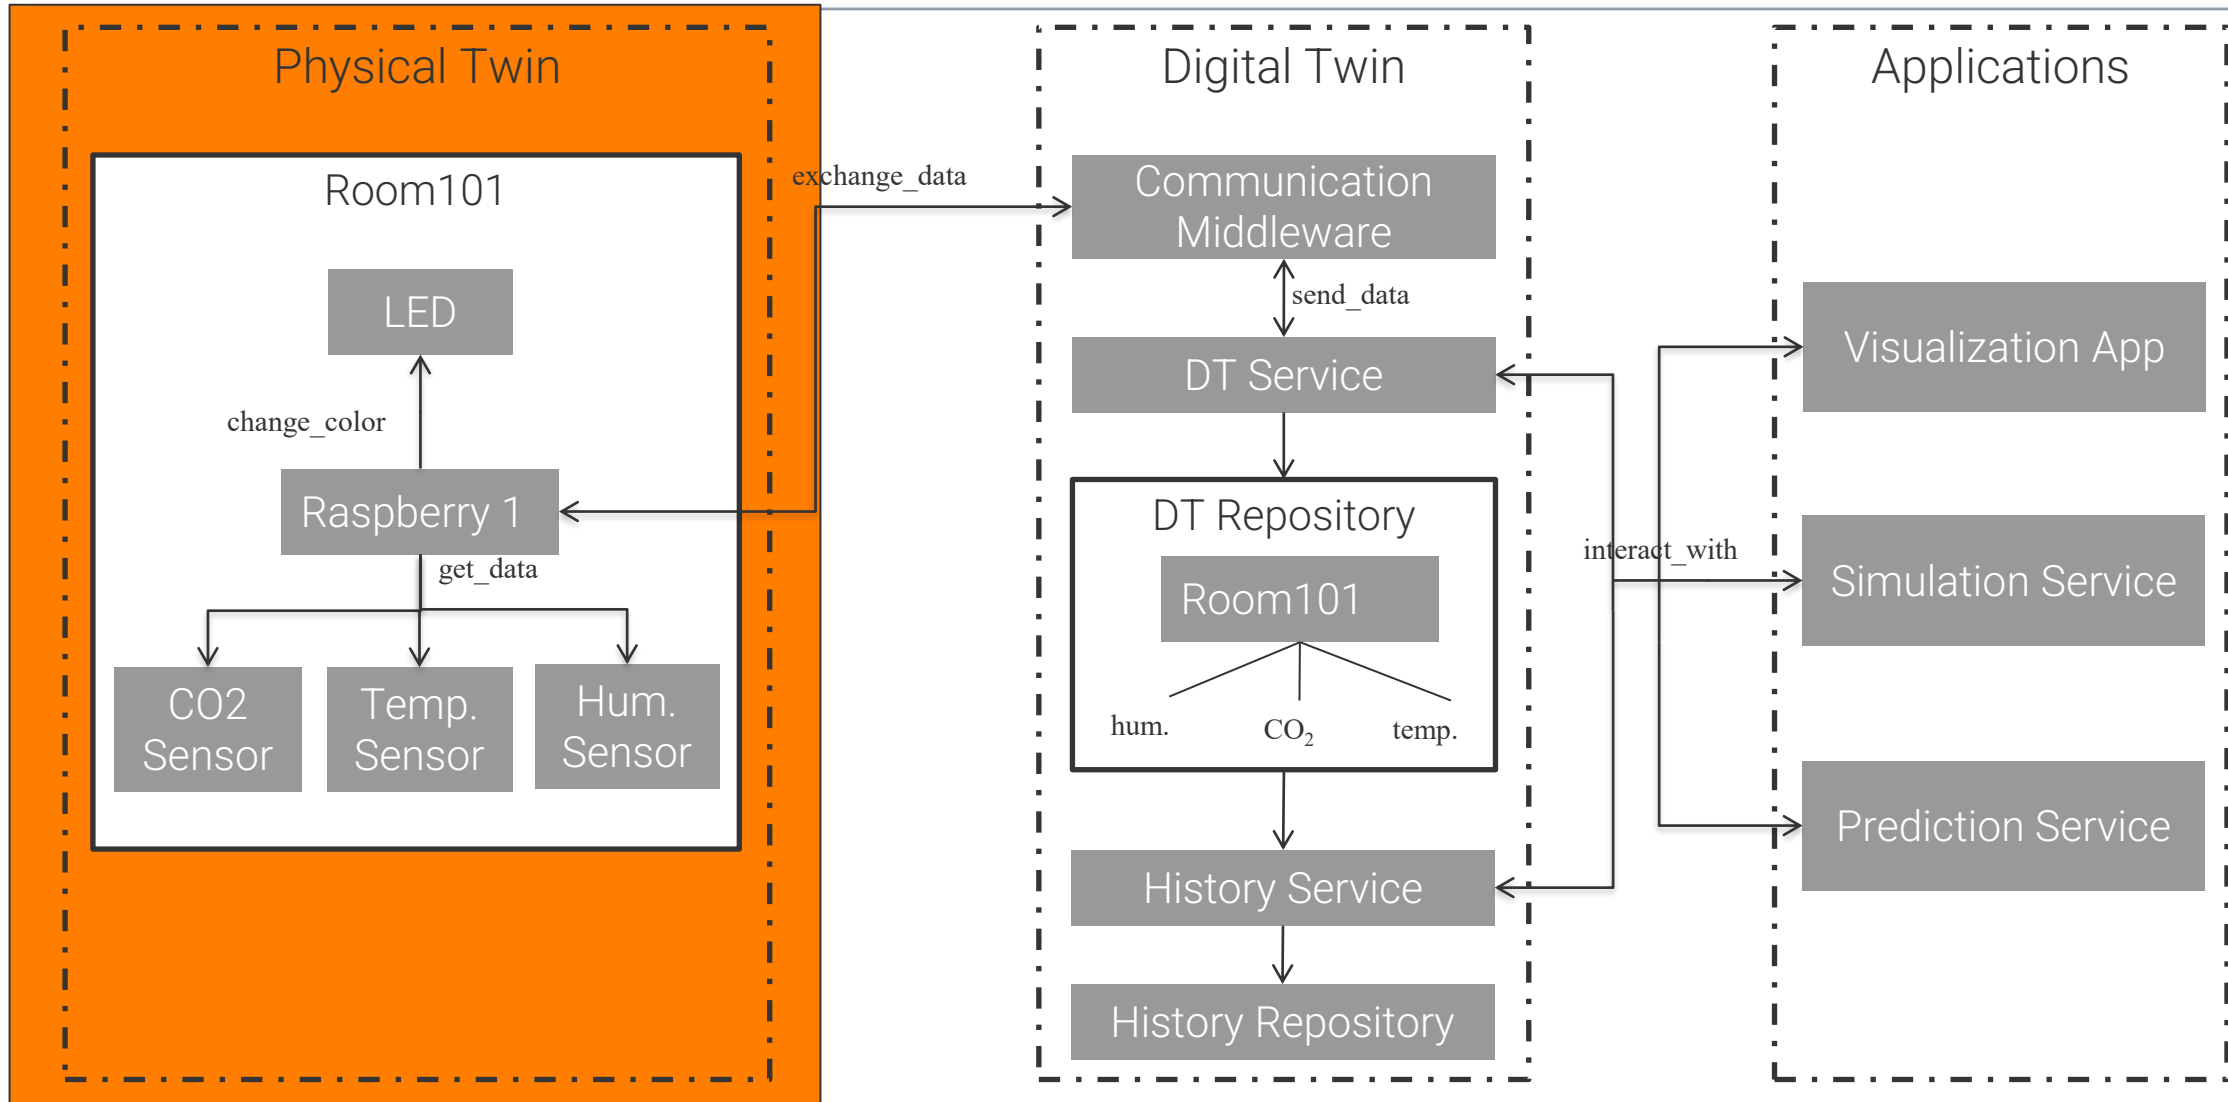 Physical Twin
Room101
LED
change_color
Raspberry 1
get_data
CO2
Sensor
Temp.
Sensor
Hum.
Sensor
exchange_data
Digital Twin
Communication
Middleware
send_data
DT Service
DT Repository
Room101
hum.
CO₂
temp.
History Service
History Repository
interact_with
Applications
Visualization App
Simulation Service
Prediction Service